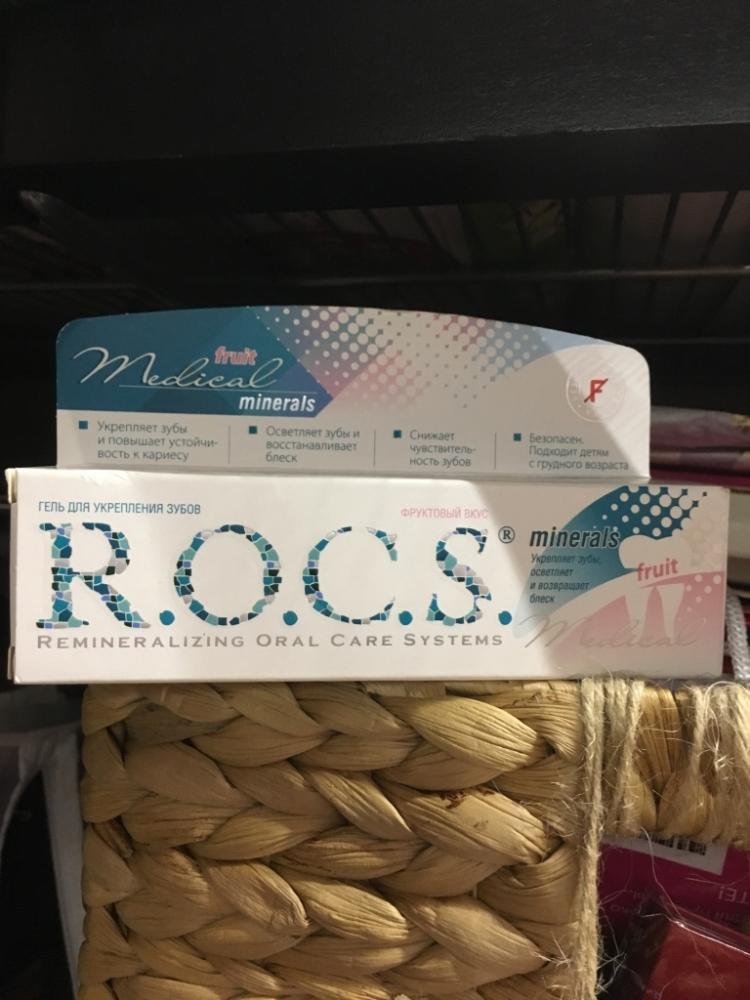 fruit
Medical
minerals
F
Укрепляет зубы
и повышает устойчи-
вость к кариесу
Осветляет зубы и
восстанавливает
блеск
Снижает
чувствитель-
ность зубов
Безопасен.
Подходит детям
с грудного возраста
ГЕЛЬ ДЛЯ УКРЕПЛЕНИЯ ЗУБОВ
ФРУКТОВЫЙ ВКУС
R.O.C.S.®
REMINERALIZING ORAL CARE SYSTEMS
minerals
Укрепляет зубы,
осветляет
и возвращает
блеск
fruit
Medical